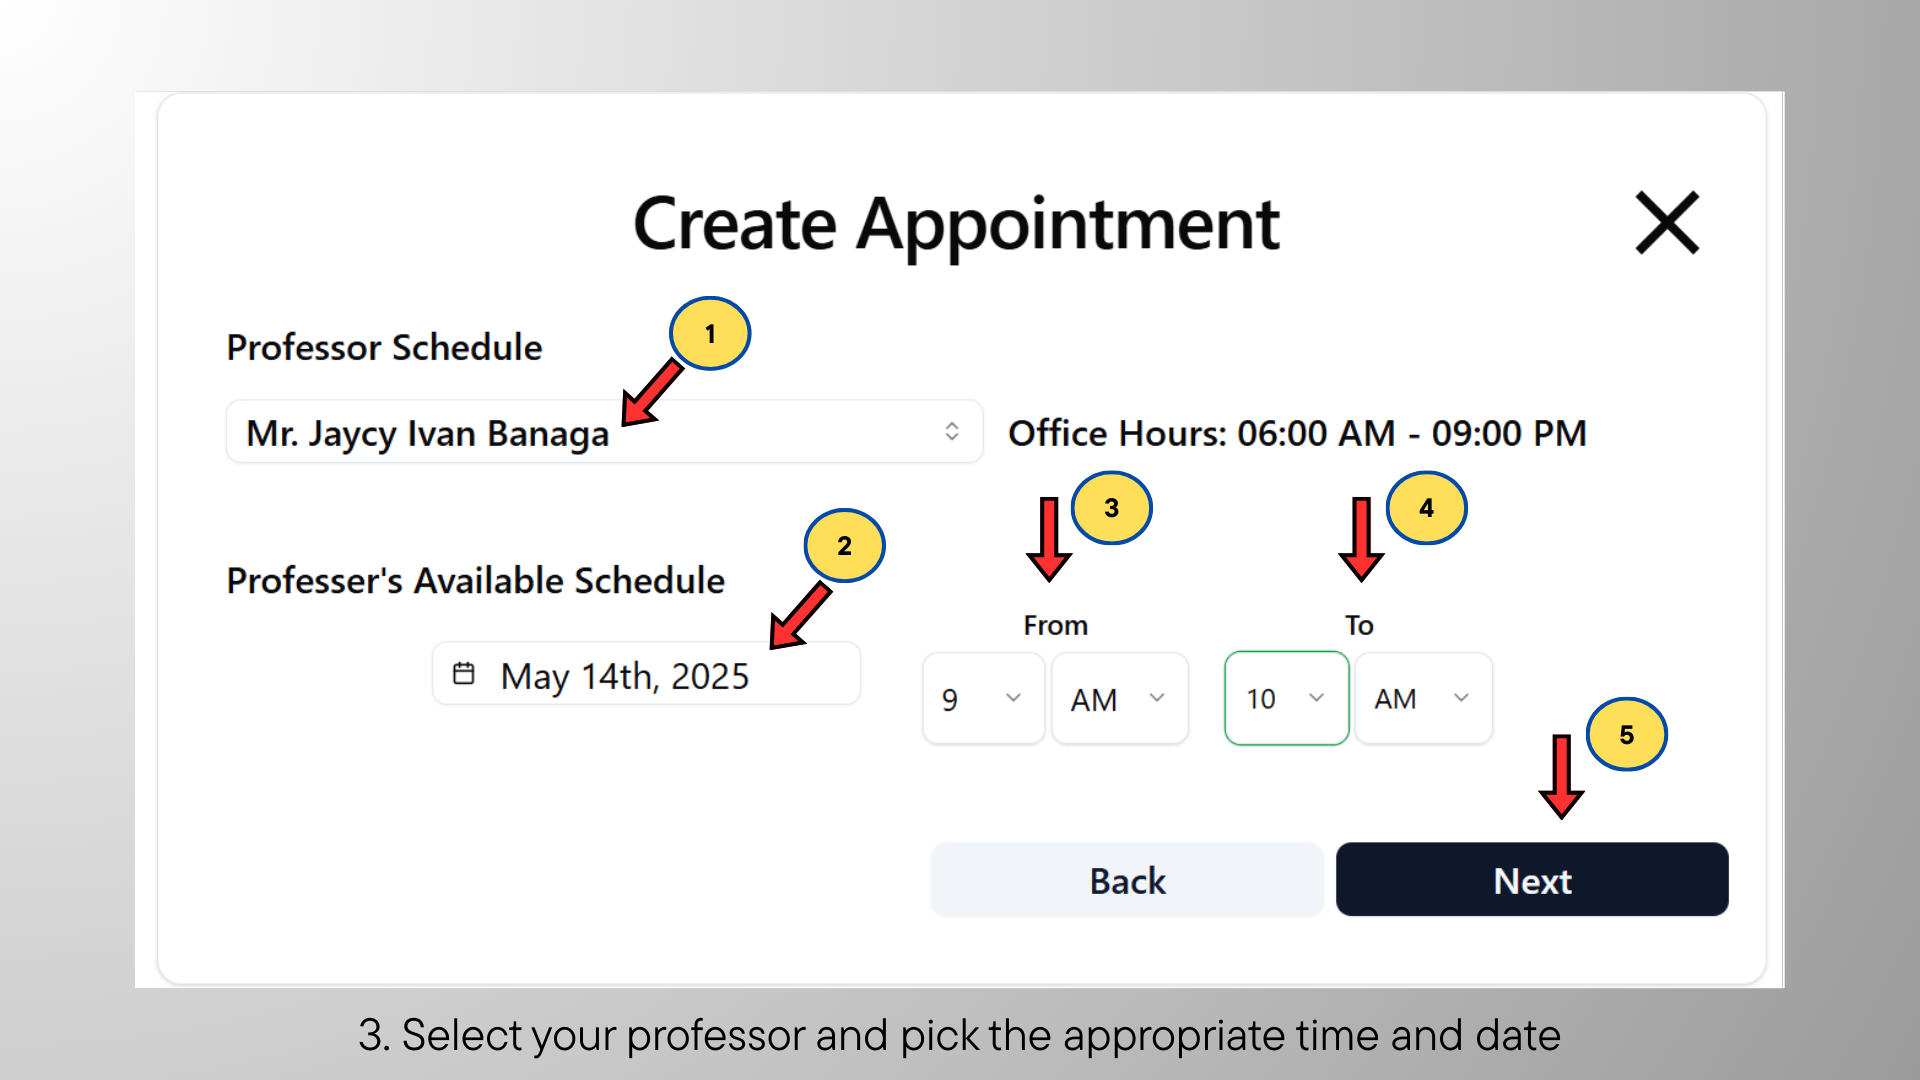 Create Appointment
1
Professor Schedule
Mr. Jaycy Ivan Banaga
Office Hours: 06:00 AM - 09:00 PM
3
4
2
Professer's Available Schedule
From
To
May 14th, 2025
9
AM
10
AM
5
Back
Next
3. Select your professor and pick the appropriate time and date